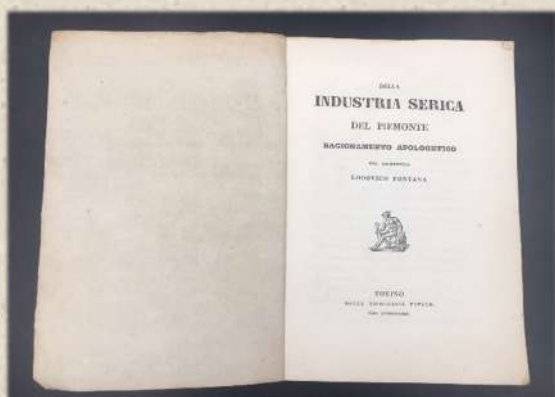 DELLA
INDUSTRIA SERICA
DEL PIEMONTE
RAGIONAMENTO APOLOGETICO
LODOVICO FONTANA
TORINO